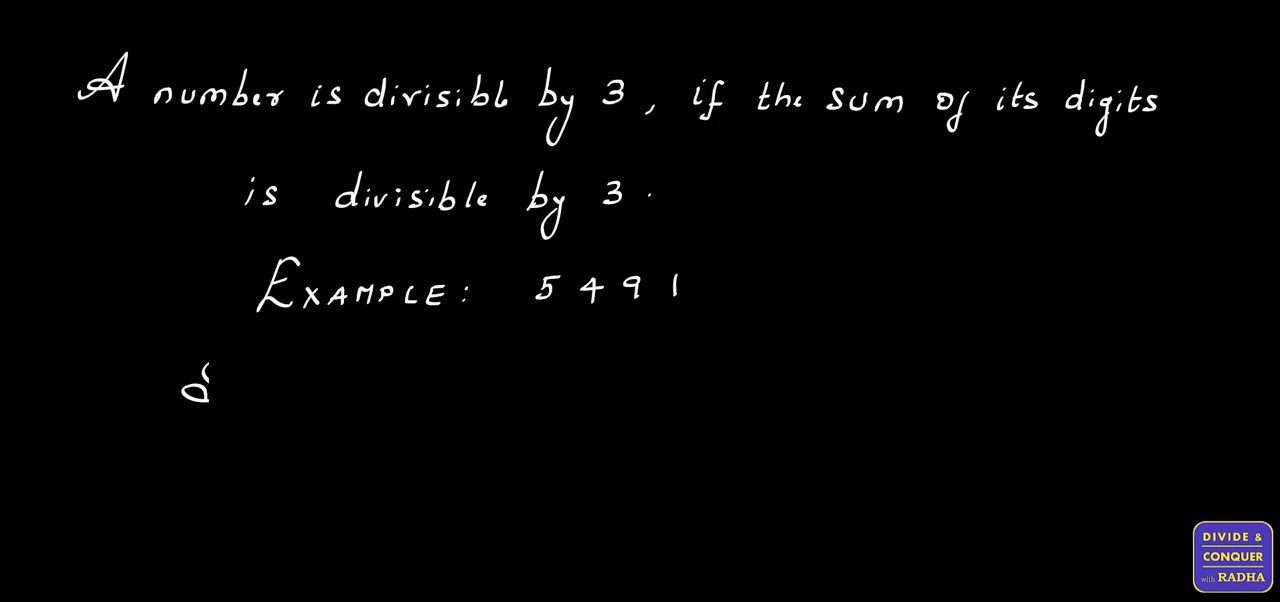 A number is divisibl by 3, if the sum of its digits
is divisible by 3.
EXAMPLE: 5491
DIVIDE &
CONQUER
with RADHA